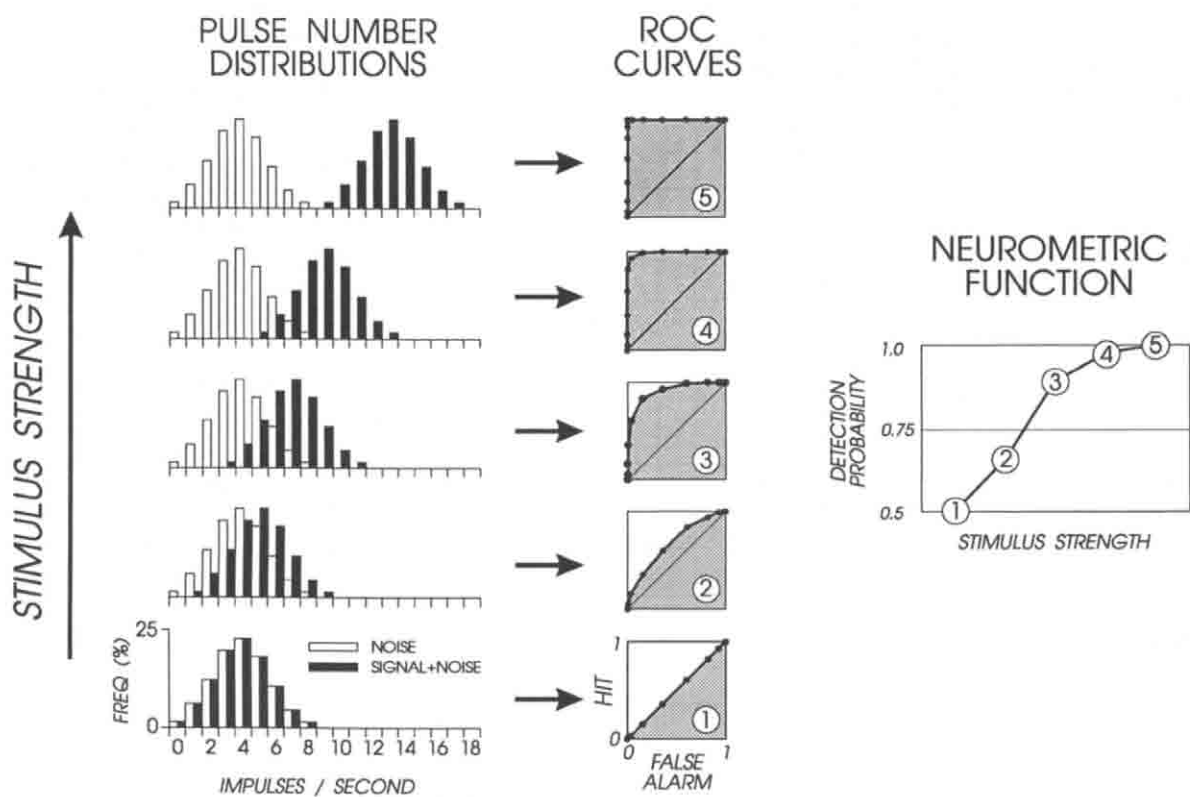 PULSE NUMBER
DISTRIBUTIONS
ROC
CURVES
STIMULUS STRENGTH
5
4
3
2
25
FREQ (%)
0
NOISE
SIGNAL+NOISE
0 2 4 6 8 10 12 14 16 18
IMPULSES / SECOND
1
HIT
0
1
0 1
FALSE
ALARM
NEUROMETRIC
FUNCTION
DETECTION
PROBABILITY
1.0
0.75
0.5
1 2 3 4 5
STIMULUS STRENGTH